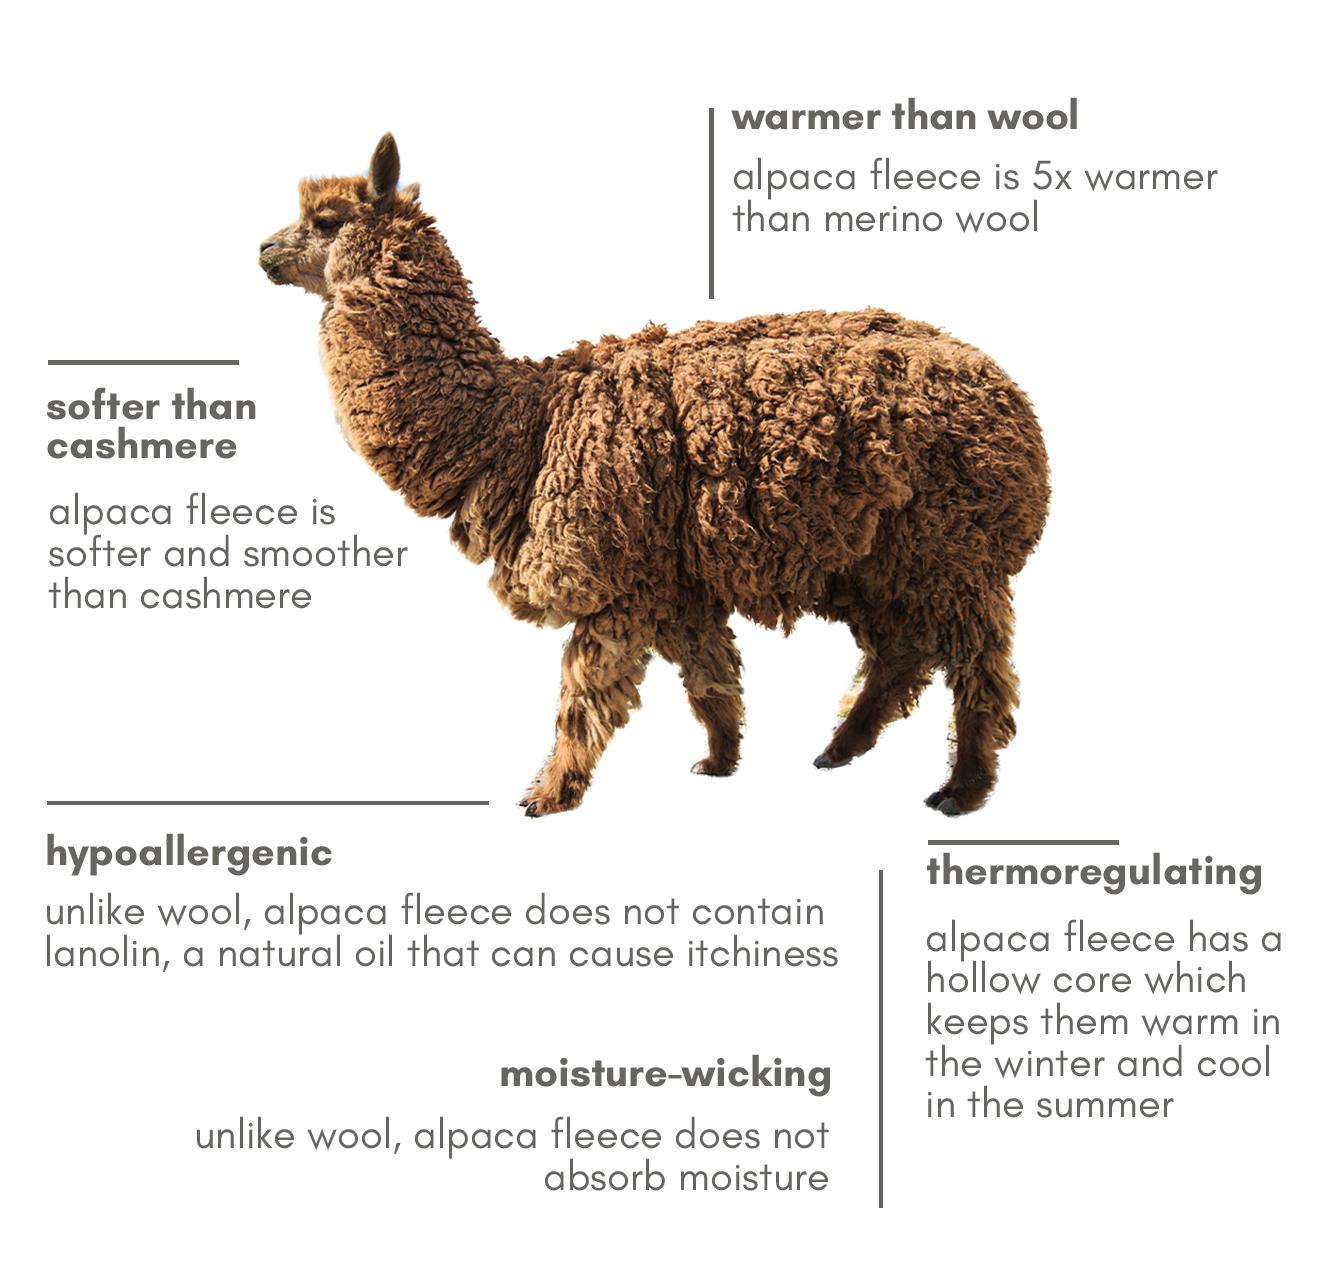 warmer than wool
alpaca fleece is 5x warmer
than merino wool
softer than
cashmere
alpaca fleece is
softer and smoother
than cashmere
hypoallergenic
unlike wool, alpaca fleece does not contain
lanolin, a natural oil that can cause itchiness
thermoregulating
alpaca fleece has a
hollow core which
keeps them warm in
the winter and cool
in the summer
moisture-wicking
unlike wool, alpaca fleece does not
absorb moisture